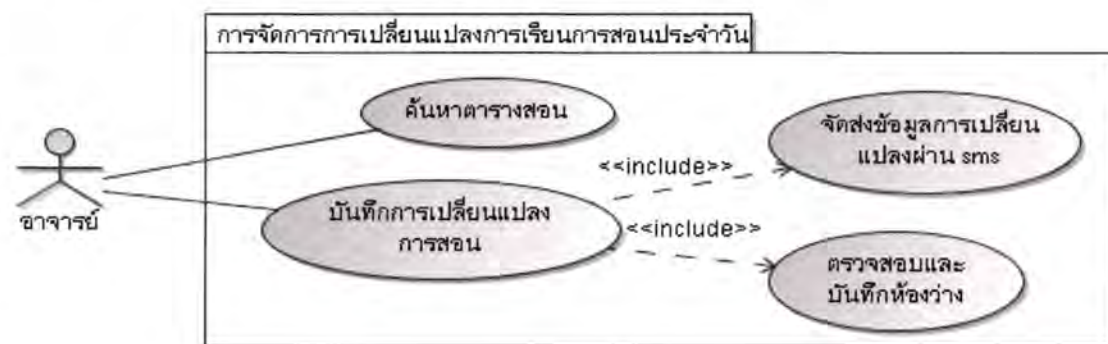 การจัดการการเปลี่ยนแปลงการเรียนการสอนประจำวัน
ค้นหาตารางสอน
จัดส่งข้อมูลการเปลี่ยน
แปลงผ่าน sms
<<include>>
อาจารย์
บันทึกการเปลี่ยนแปลง
การสอน
<<include>>
ตรวจสอบและ
บันทึกห้องว่าง